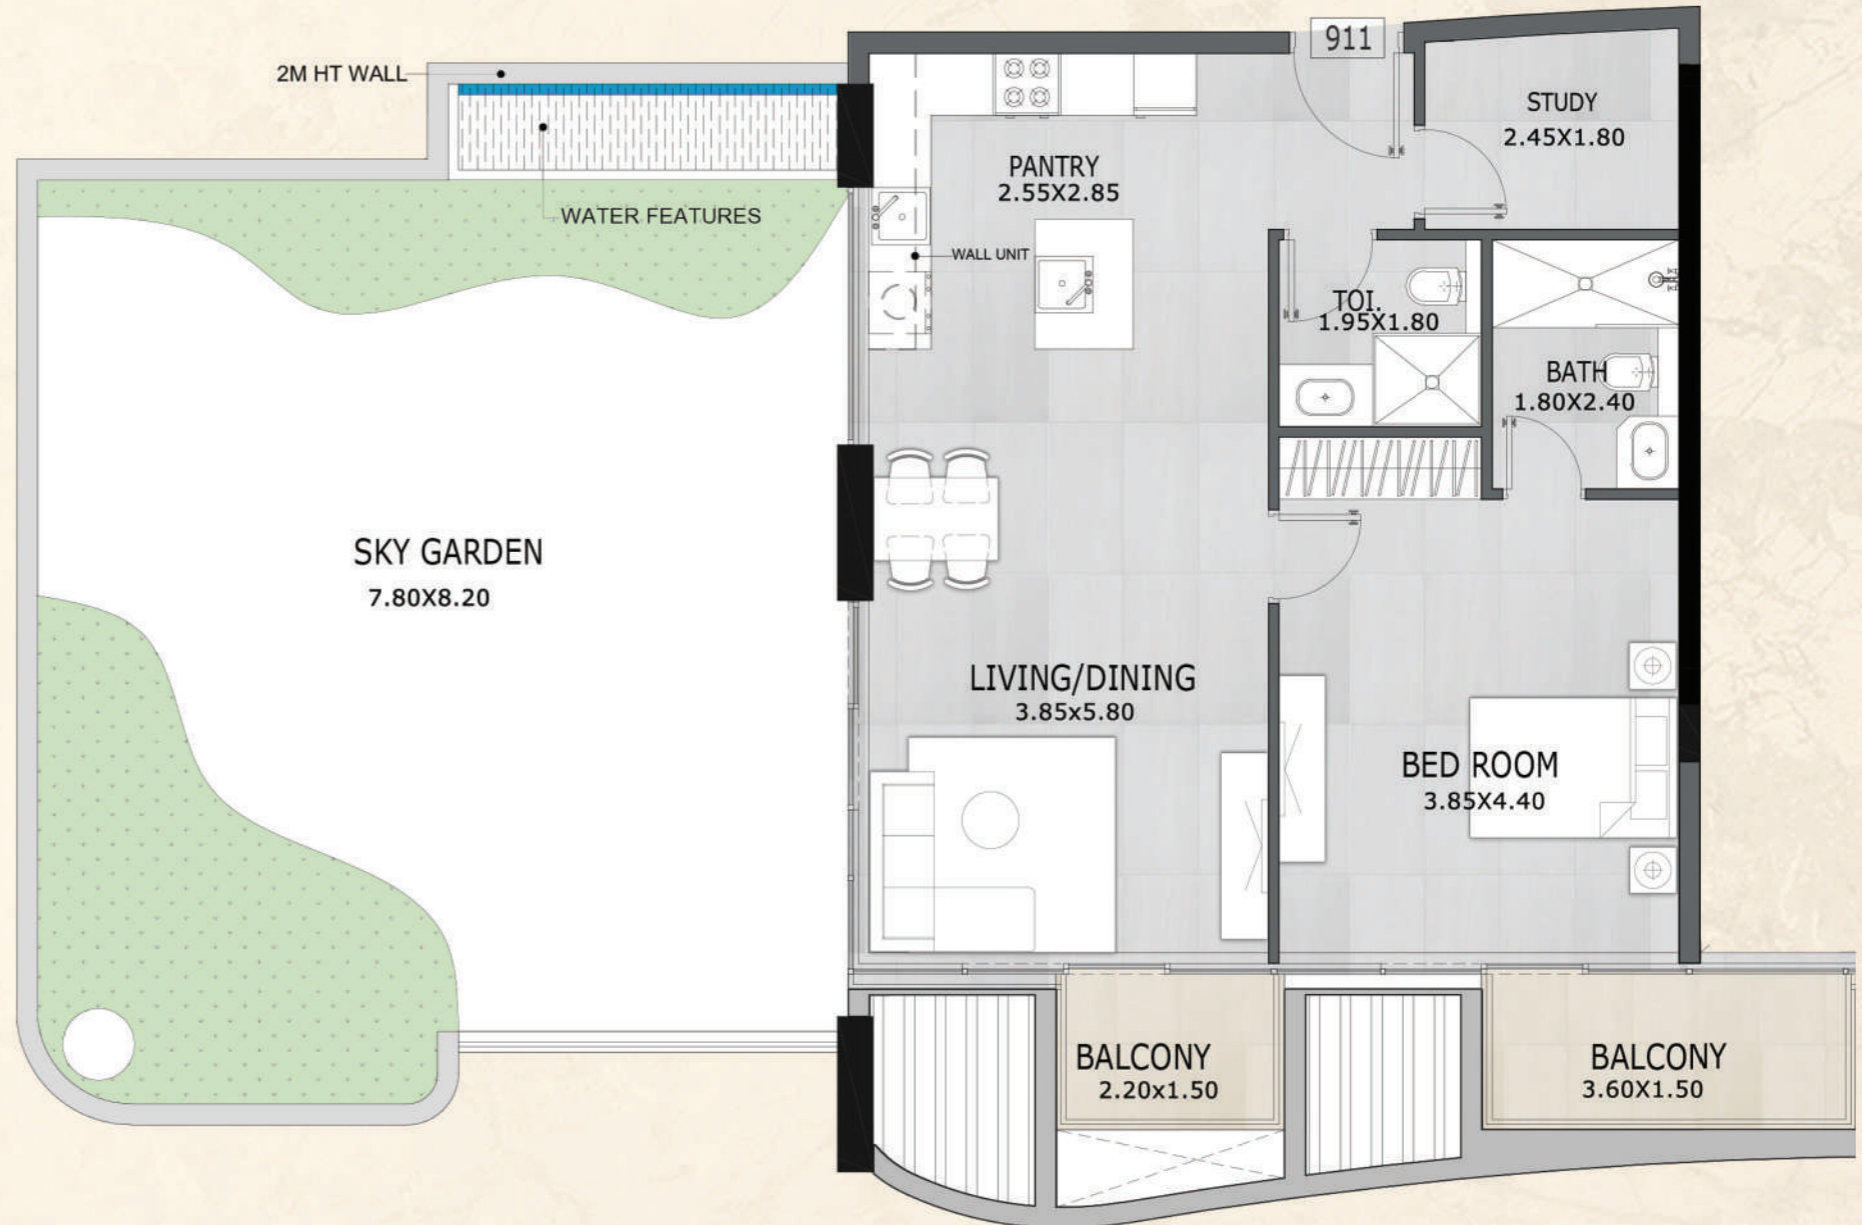 911
2M HT WALL
STUDY
2.45X1.80
PANTRY
2.55X2.85
WATER FEATURES
WALL UNIT
TOI.
1.95X1.80
BATH
1.80X2.40
SKY GARDEN
7.80X8.20
LIVING/DINING
3.85x5.80
BED ROOM
3.85X4.40
BALCONY
2.20x1.50
BALCONY
3.60X1.50